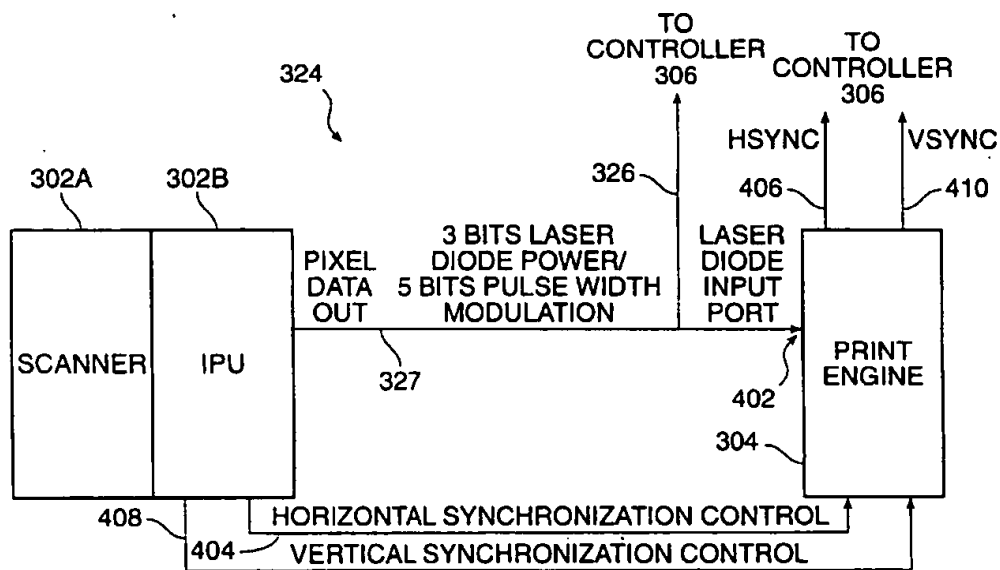 TO
CONTROLLER
306
TO
CONTROLLER
306
324
HSYNC
VSYNC
302A
302B
326
406
410
PIXEL
DATA
OUT
3 BITS LASER
DIODE POWER/
5 BITS PULSE WIDTH
MODULATION
LASER
DIODE
INPUT
PORT
SCANNER
IPU
327
402
PRINT
ENGINE
304
408
404
HORIZONTAL SYNCHRONIZATION CONTROL
VERTICAL SYNCHRONIZATION CONTROL